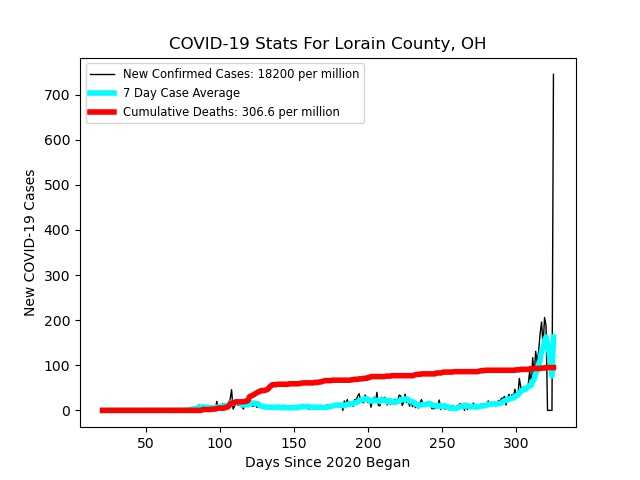 COVID-19 Stats For Lorain County, OH
New Confirmed Cases: 18200 per million
7 Day Case Average
Cumulative Deaths: 306.6 per million
New COVID-19 Cases
700
600
500
400
300
200
100
0
50 100 150 200 250 300
Days Since 2020 Began